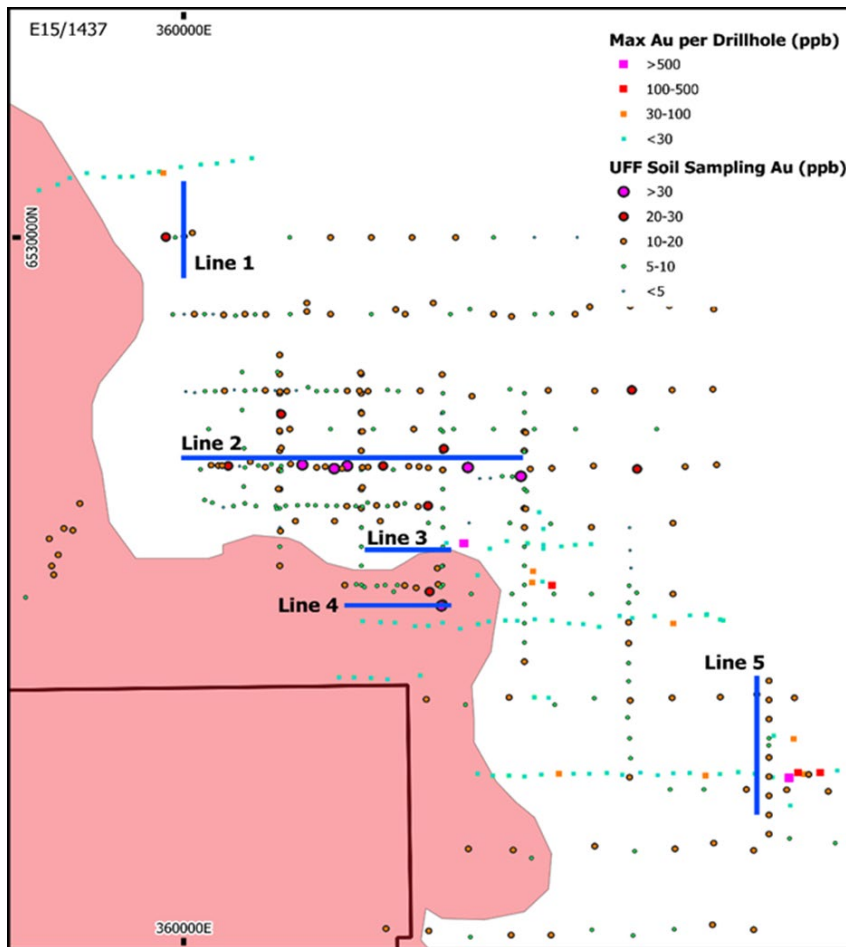 E15/1437
360000E
Max Au per Drillhole (ppb)
>500
100-500
30-100
<30
UFF Soil Sampling Au (ppb)
>30
20-30
10-20
5-10
<5
6530000N
Line 1
Line 2
Line 3
Line 4
Line 5
360000E